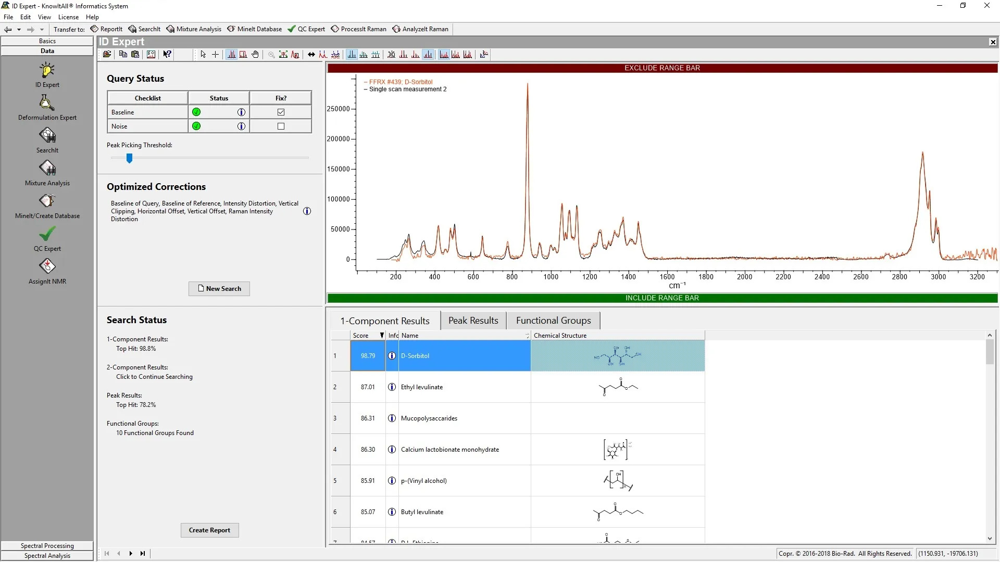 ID Expert - KnowItAll® Informatics System
File Edit View License Help
Transfer to: ReportIt SearchIt Mixture Analysis MineIt Database QC Expert ProcessIt Raman AnalyzeIt Raman
Basics
Data
ID Expert
Deformulation Expert
SearchIt
Mixture Analysis
MineIt/Create Database
QC Expert
AssignIt NMR
Spectral Processing
Spectral Analysis
ID Expert
Query Status
Checklist Status Fix?
Baseline
Noise
Peak Picking Threshold:
Optimized Corrections
Baseline of Query, Baseline of Reference, Intensity Distortion, Vertical
Clipping, Horizontal Offset, Vertical Offset, Raman Intensity
Distortion
New Search
Search Status
1-Component Results:
Top Hit: 98.8%
2-Component Results:
Click to Continue Searching
Peak Results:
Top Hit: 78.2%
Functional Groups:
10 Functional Groups Found
Create Report
EXCLUDE RANGE BAR
FFRX #439; D-Sorbitol
Single scan measurement 2
250000
200000
150000
100000
50000
0
200 400 600 800 1000 1200 1400 1600 1800 2000 2200 2400 2600 2800 3000 3200
cm⁻¹
INCLUDE RANGE BAR
1-Component Results Peak Results Functional Groups
Score Info Name Chemical Structure
1 98.79 D-Sorbitol
2 87.01 Ethyl levulinate
3 86.31 Mucopolysaccarides
4 86.30 Calcium lactobionate monohydrate
5 85.91 p-(Vinyl alcohol)
6 85.07 Butyl levulinate
Copr. © 2016-2018 Bio-Rad. All Rights Reserved. (1150.931, -19706.131)